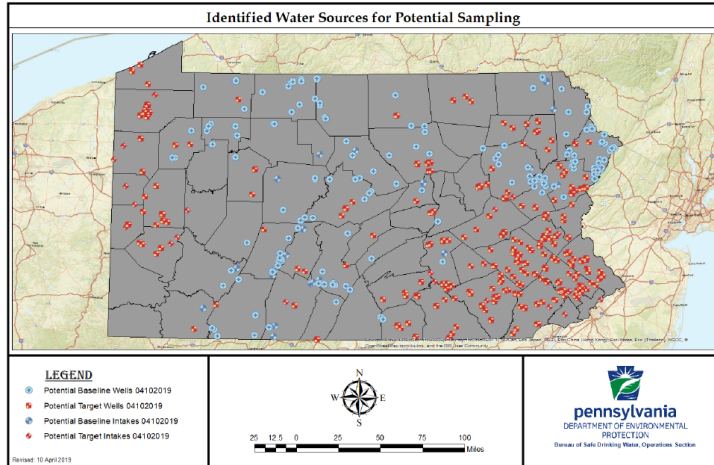 Identified Water Sources for Potential Sampling
LEGEND
Potential Baseline Wells 04102019
Potential Target Wells 04102019
Potential Baseline Intakes 04102019
Potential Target Intakes 04102019
Revised: 10 April 2019
N
W
E
S
25 12.5 0 25 50 75 100
Miles
pennsylvania
DEPARTMENT OF ENVIRONMENTAL
PROTECTION
Bureau of Safe Drinking Water, Operations Section